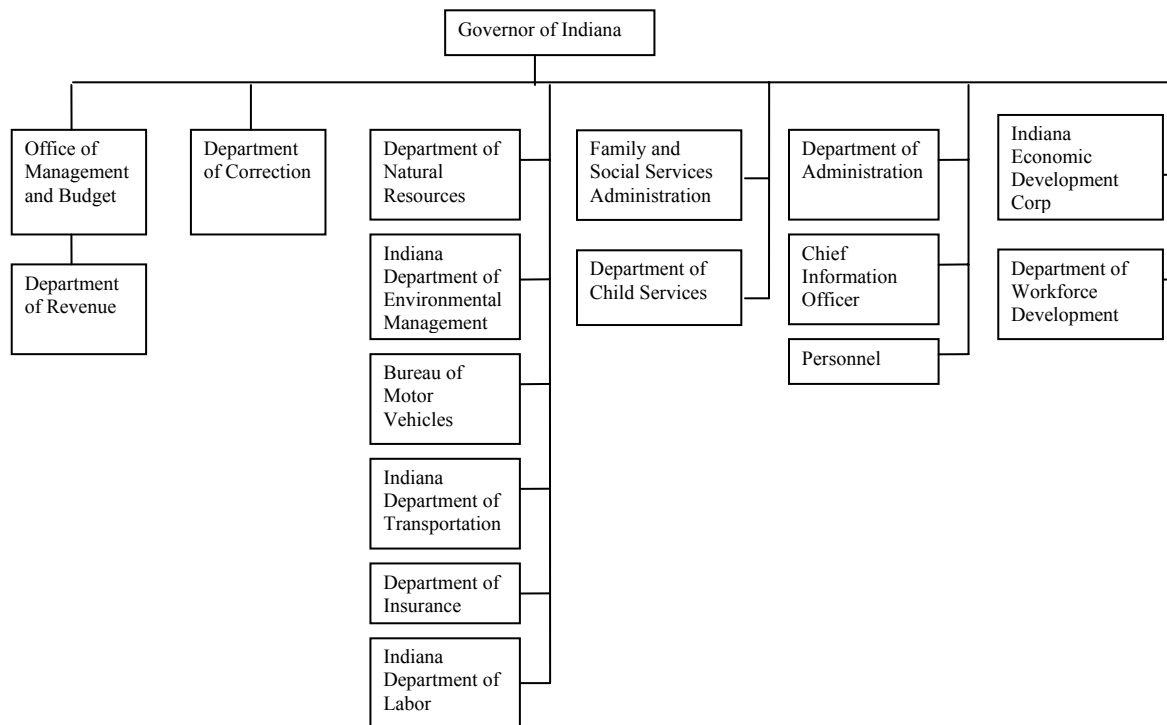 Governor of Indiana
Office of
Management
and Budget
Department
of Revenue
Department
of Correction
Department of
Natural
Resources
Indiana
Department of
Environmental
Management
Bureau of
Motor
Vehicles
Indiana
Department of
Transportation
Department of
Insurance
Indiana
Department of
Labor
Family and
Social Services
Administration
Department of
Child Services
Department of
Administration
Chief
Information
Officer
Personnel
Indiana
Economic
Development
Corp
Department of
Workforce
Development